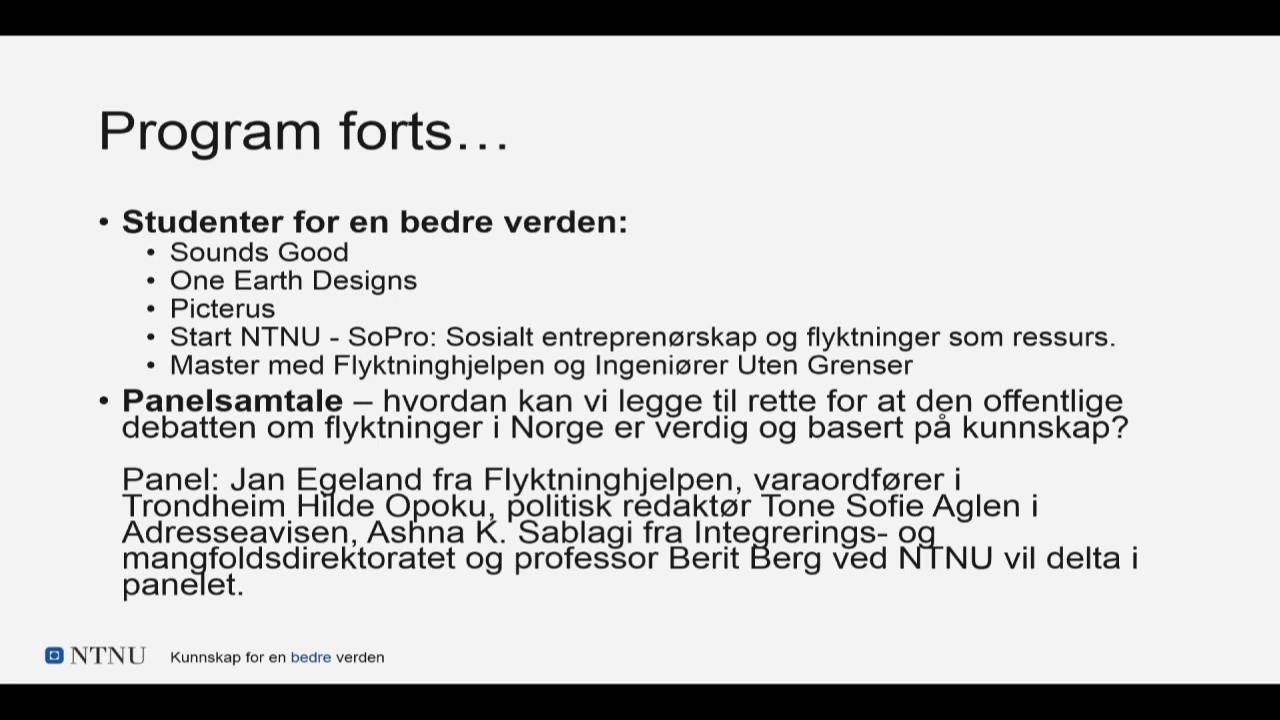 Program forts…
• Studenter for en bedre verden:
• Sounds Good
• One Earth Designs
• Picterus
• Start NTNU - SoPro: Sosialt entreprenørskap og flyktninger som ressurs.
• Master med Flyktninghjelpen og Ingeniører Uten Grenser
• Panelsamtale – hvordan kan vi legge til rette for at den offentlige
debatten om flyktninger i Norge er verdig og basert på kunnskap?
Panel: Jan Egeland fra Flyktninghjelpen, varaordfører i
Trondheim Hilde Opoku, politisk redaktør Tone Sofie Aglen i
Adresseavisen, Ashna K. Sablagi fra Integrerings- og
mangfoldsdirektoratet og professor Berit Berg ved NTNU vil delta i
panelet.
NTNU Kunnskap for en bedre verden